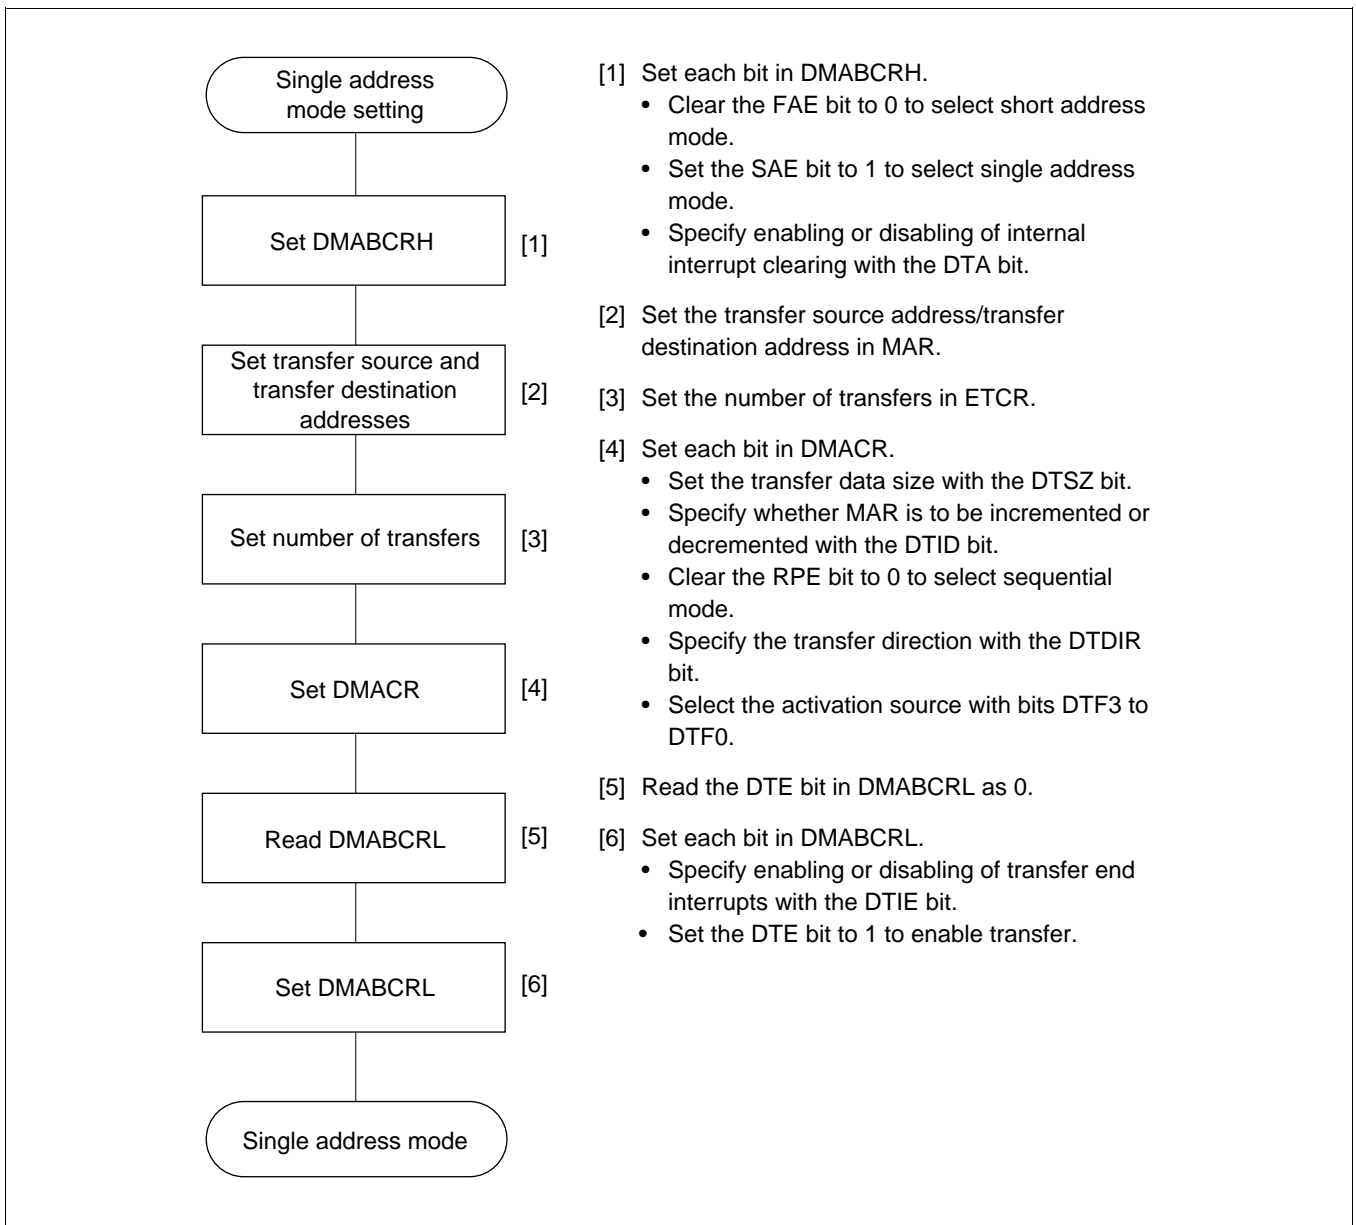 Single address
mode setting
Set DMABCRH
[1]
Set transfer source and
transfer destination
addresses
[2]
Set number of transfers
[3]
Set DMACR
[4]
Read DMABCRL
[5]
Set DMABCRL
[6]
Single address mode
[1] Set each bit in DMABCRH.
• Clear the FAE bit to 0 to select short address
mode.
• Set the SAE bit to 1 to select single address
mode.
• Specify enabling or disabling of internal
interrupt clearing with the DTA bit.
[2] Set the transfer source address/transfer
destination address in MAR.
[3] Set the number of transfers in ETCR.
[4] Set each bit in DMACR.
• Set the transfer data size with the DTSZ bit.
• Specify whether MAR is to be incremented or
decremented with the DTID bit.
• Clear the RPE bit to 0 to select sequential
mode.
• Specify the transfer direction with the DTDIR
bit.
• Select the activation source with bits DTF3 to
DTF0.
[5] Read the DTE bit in DMABCRL as 0.
[6] Set each bit in DMABCRL.
• Specify enabling or disabling of transfer end
interrupts with the DTIE bit.
• Set the DTE bit to 1 to enable transfer.